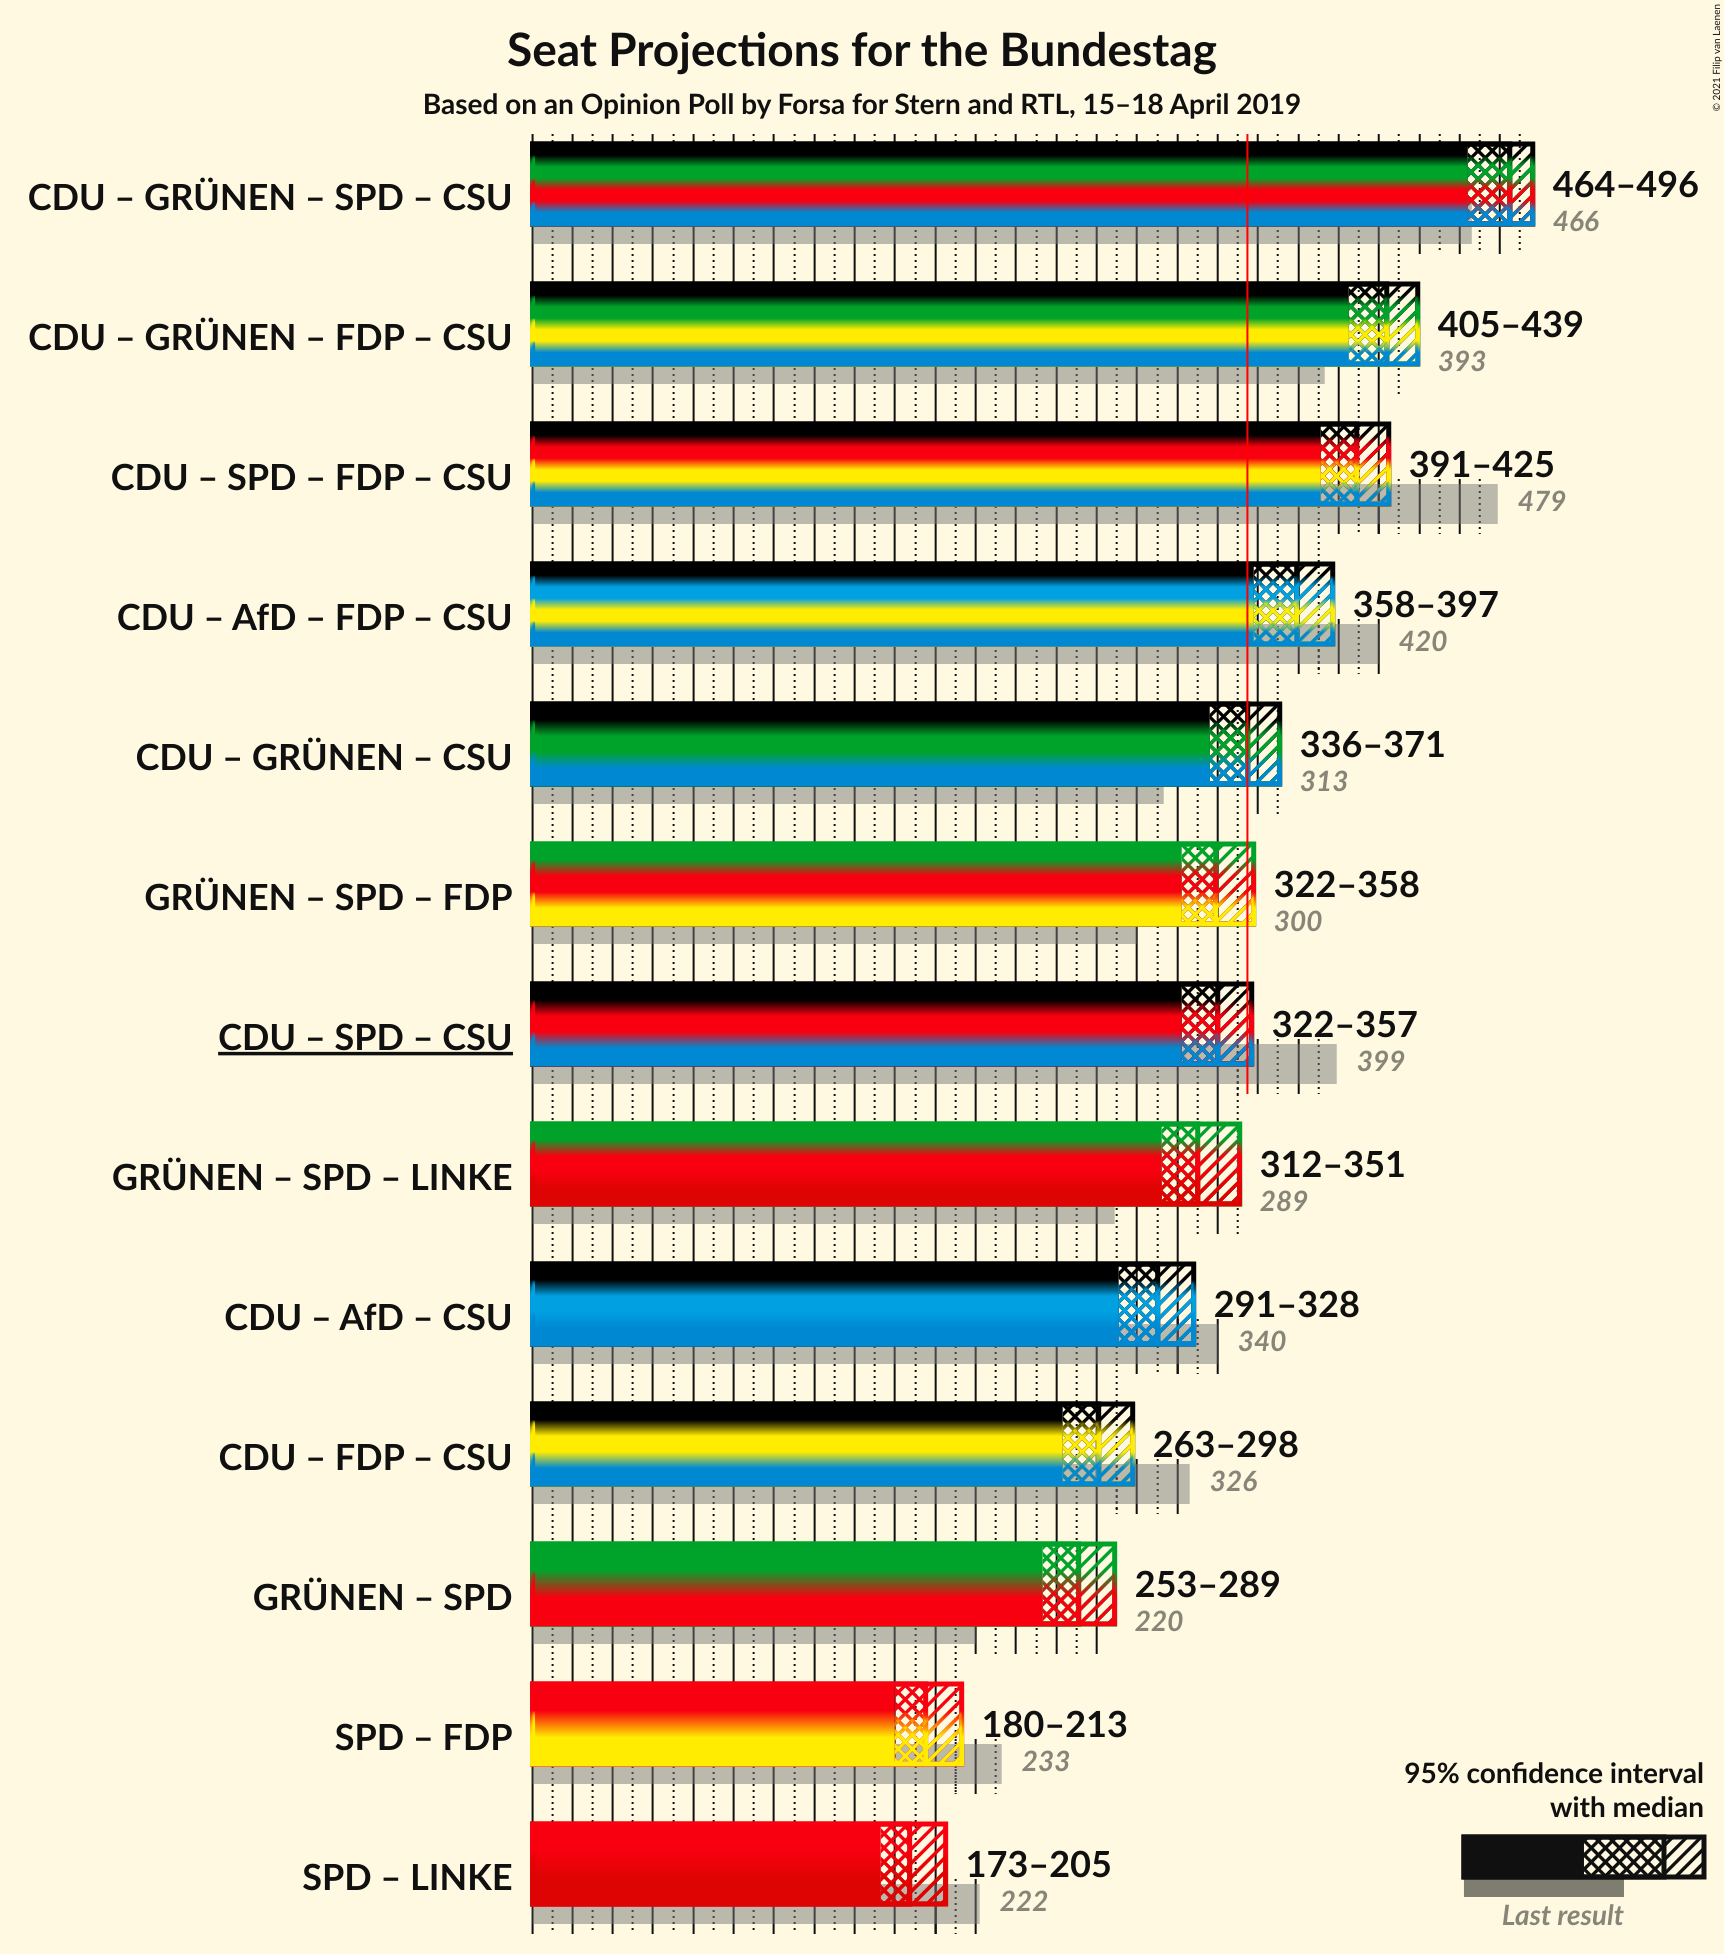 Seat Projections for the Bundestag
Based on an Opinion Poll by Forsa for Stern and RTL, 15–18 April 2019
© 2021 Filip van Laenen
CDU – GRÜNEN – SPD – CSU
464–496
466
CDU – GRÜNEN – FDP – CSU
405–439
393
CDU – SPD – FDP – CSU
391–425
479
CDU – AfD – FDP – CSU
358–397
420
CDU – GRÜNEN – CSU
336–371
313
GRÜNEN – SPD – FDP
322–358
300
CDU – SPD – CSU
322–357
399
GRÜNEN – SPD – LINKE
312–351
289
CDU – AfD – CSU
291–328
340
CDU – FDP – CSU
263–298
326
GRÜNEN – SPD
253–289
220
SPD – FDP
180–213
233
SPD – LINKE
173–205
222
95% confidence interval
with median
Last result